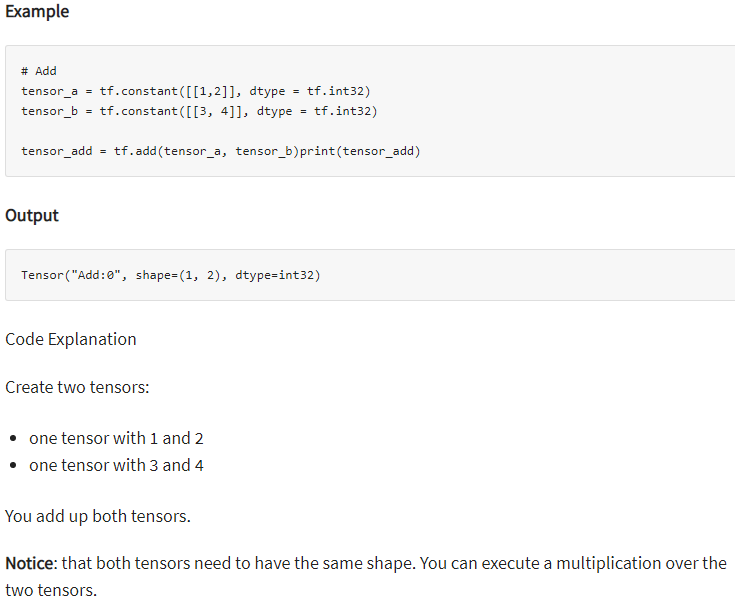 Example
# Add
tensor_a = tf.constant([[1,2]], dtype = tf.int32)
tensor_b = tf.constant([[3, 4]], dtype = tf.int32)
tensor_add = tf.add(tensor_a, tensor_b)print(tensor_add)
Output
Tensor("Add:0", shape=(1, 2), dtype=int32)
Code Explanation
Create two tensors:
• one tensor with 1 and 2
• one tensor with 3 and 4
You add up both tensors.
Notice: that both tensors need to have the same shape. You can execute a multiplication over the
two tensors.